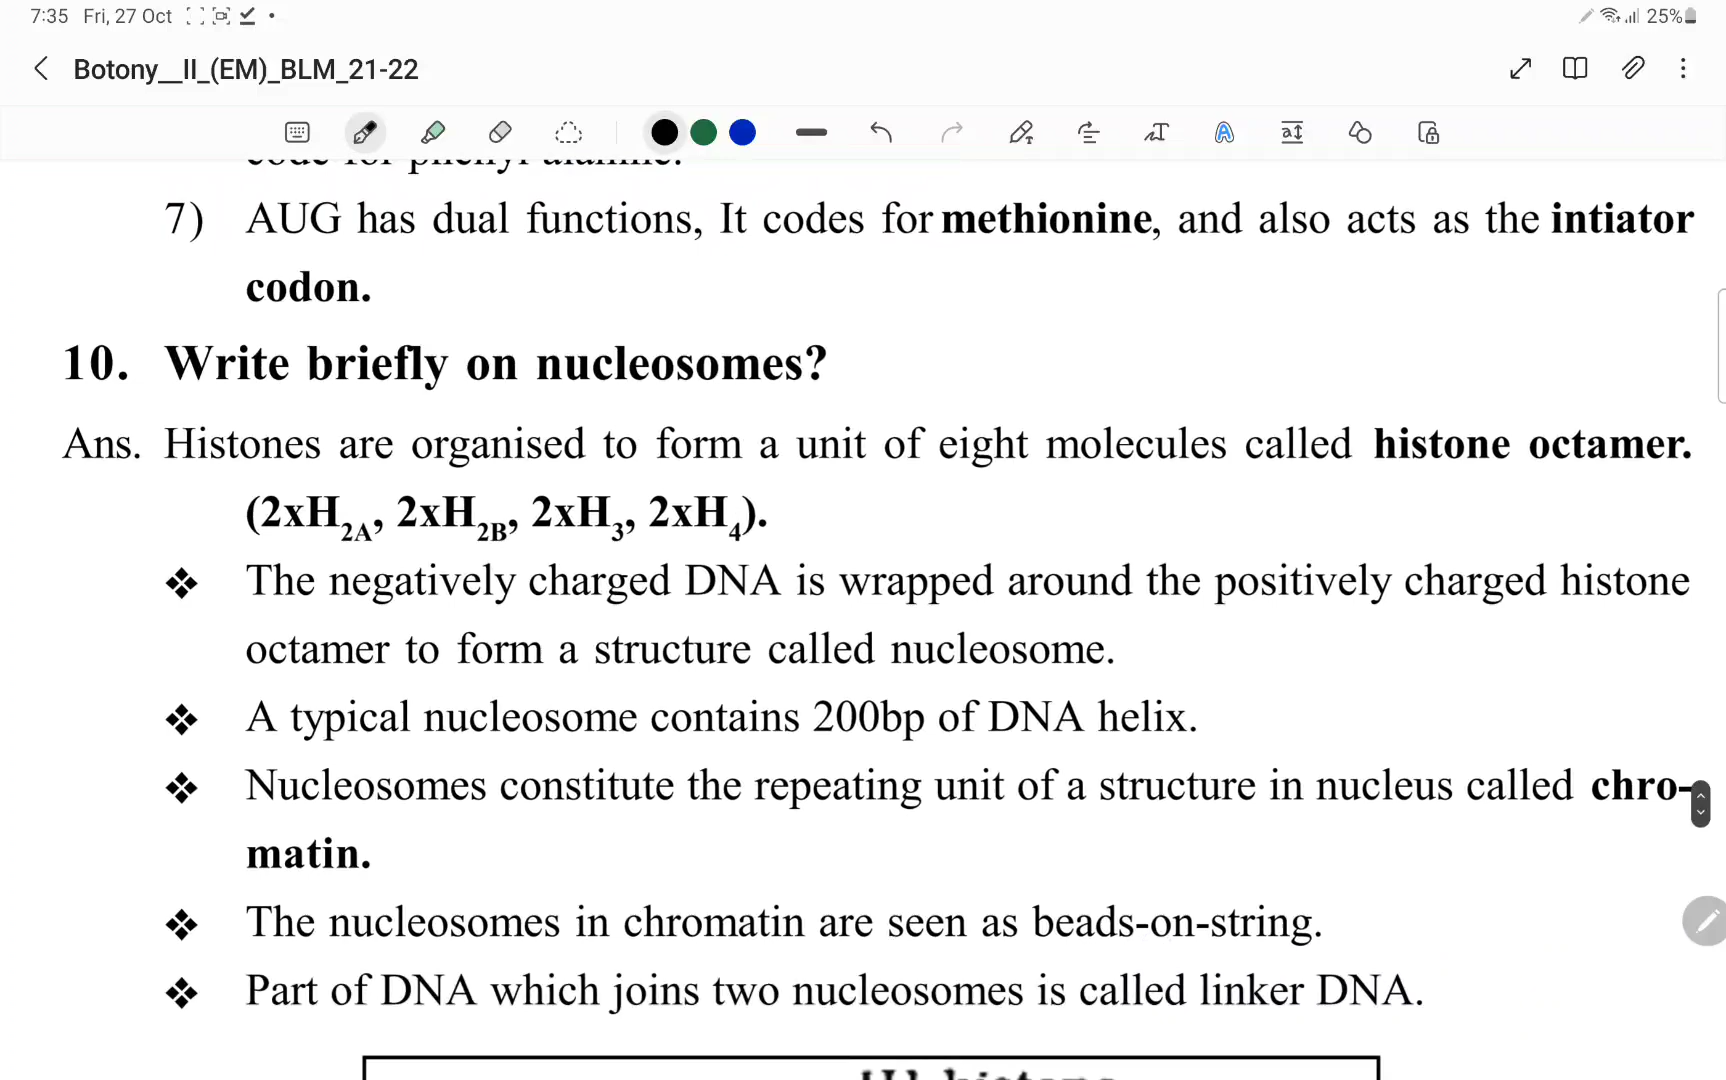 7:35 Fri, 27 Oct 25%
Botony__II_(EM)_BLM_21-22
code for phenyl alanine.
7) AUG has dual functions, It codes for methionine, and also acts as the intiator
codon.
10. Write briefly on nucleosomes?
Ans. Histones are organised to form a unit of eight molecules called histone octamer.
(2xH2A, 2xH2B, 2xH3, 2xH4).
❖ The negatively charged DNA is wrapped around the positively charged histone
octamer to form a structure called nucleosome.
❖ A typical nucleosome contains 200bp of DNA helix.
❖ Nucleosomes constitute the repeating unit of a structure in nucleus called chro-
matin.
❖ The nucleosomes in chromatin are seen as beads-on-string.
❖ Part of DNA which joins two nucleosomes is called linker DNA.